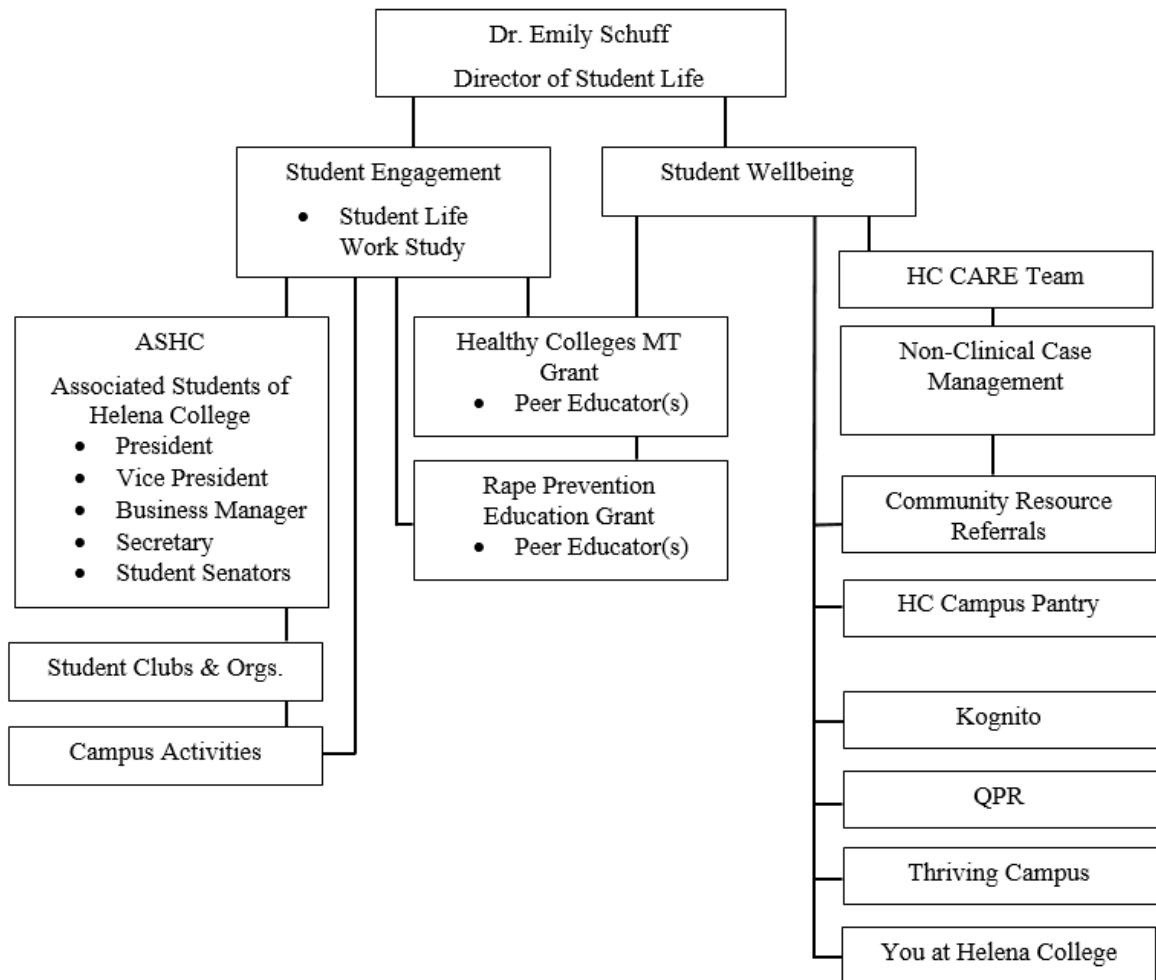 Dr. Emily Schuff
Director of Student Life
Student Engagement
• Student Life
Work Study
Student Wellbeing
ASHC
Associated Students of
Helena College
• President
• Vice President
• Business Manager
• Secretary
• Student Senators
Student Clubs & Orgs.
Campus Activities
Healthy Colleges MT
Grant
• Peer Educator(s)
Rape Prevention
Education Grant
• Peer Educator(s)
HC CARE Team
Non-Clinical Case
Management
Community Resource
Referrals
HC Campus Pantry
Kognito
QPR
Thriving Campus
You at Helena College